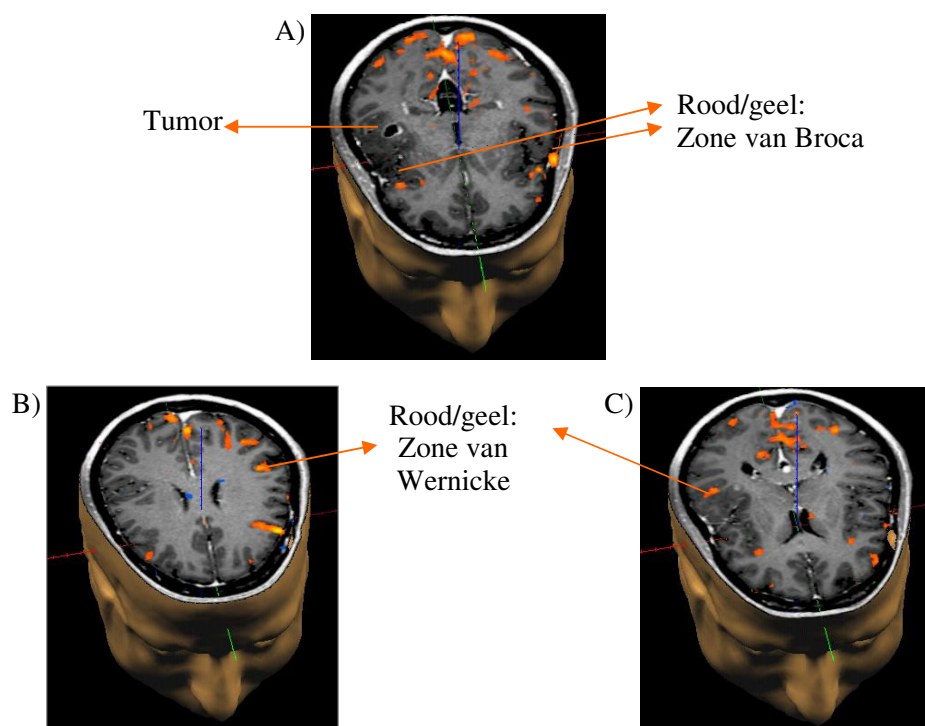 A)
Tumor
Rood/geel:
Zone van Broca
B)
Rood/geel:
Zone van
Wernicke
C)